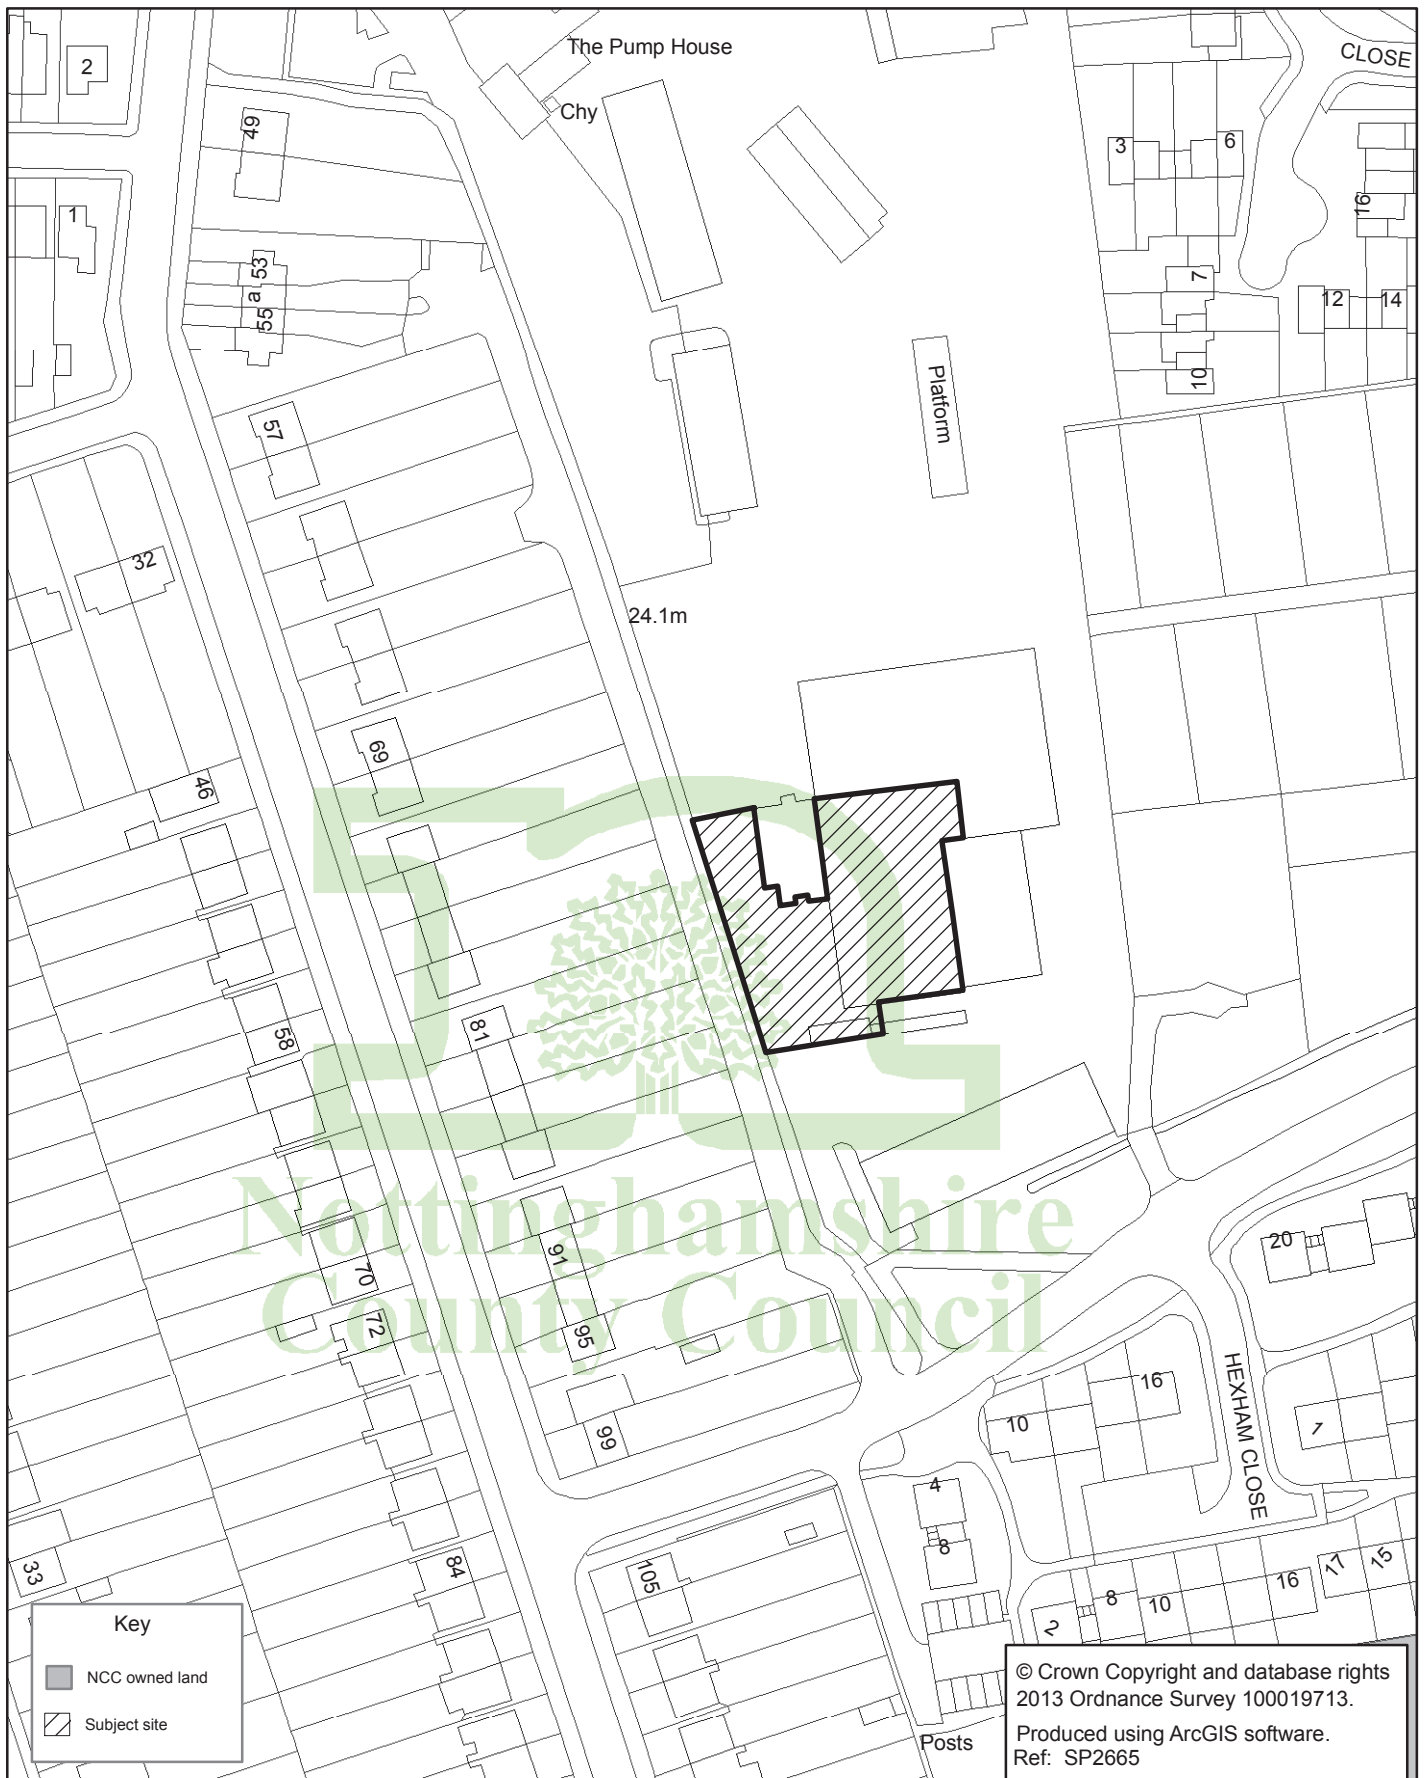 The Pump House
CLOSE
2
Chy
49
3
6
16
1
53
55 a
7
12
14
10
Platform
57
32
24.1m
69
46
81
58
Nottinghamshire
County Council
91
70
72
95
20
16
10
HEXHAM CLOSE
1
99
4
8
33
84
105
17
15
16
8
10
2
Key
NCC owned land
Subject site
Posts
© Crown Copyright and database rights
2013 Ordnance Survey 100019713.
Produced using ArcGIS software.
Ref: SP2665